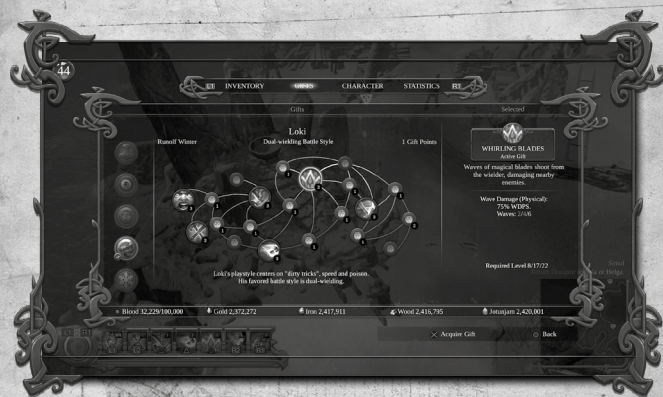 44
L1 INVENTORY GIFTS CHARACTER STATISTICS R1
Gifts
Selected
Loki
Runolf Winter
Dual-wielding Battle Style
1 Gift Points
WHIRLING BLADES
Active Gift
Waves of magical blades shoot from
the wielder, damaging nearby
enemies.
Wave Damage (Physical):
75% WDPS.
Waves: 2/4/6
Required Level 8/17/22
Loki's playstyle centers on "dirty tricks", speed and poison.
His favored battle style is dual-wielding.
or Helga.
Blood 32,229/100,000
Gold 2,372,272
Iron 2,417,911
Wood 2,416,795
Jotunjarn 2,420,001
Acquire Gift
Back